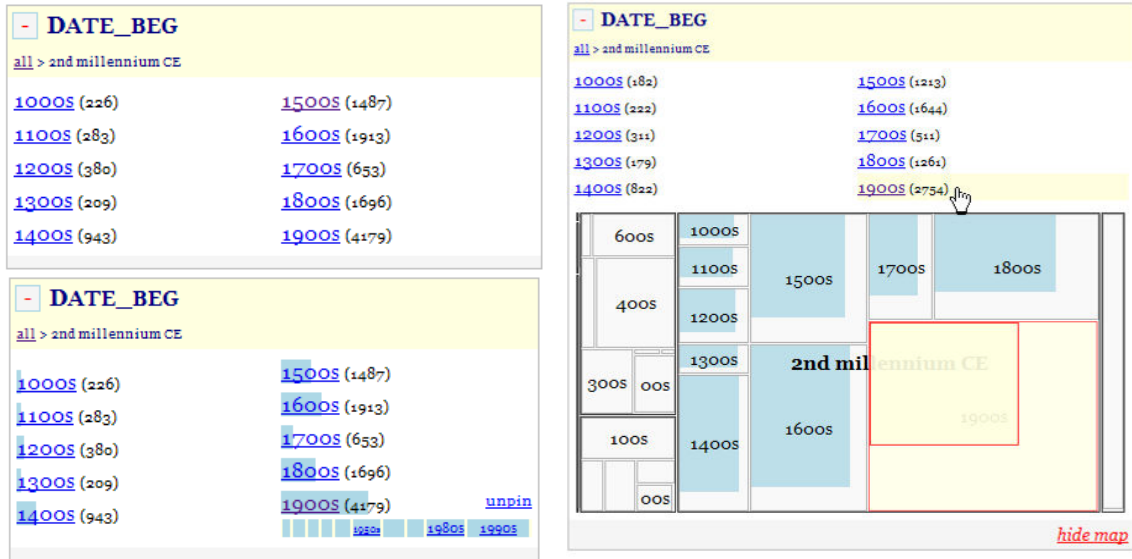 - DATE_BEG
all > 2nd millennium CE
1000s (226) 1500s (1487)
1100s (283) 1600s (1913)
1200s (380) 1700s (653)
1300s (209) 1800s (1696)
1400s (943) 1900s (4179)
- DATE_BEG
all > 2nd millennium CE
1000s (226) 1500s (1487)
1100s (283) 1600s (1913)
1200s (380) 1700s (653)
1300s (209) 1800s (1696)
1400s (943) 1900s (4179) unpin
1950s 1980s 1990s
- DATE_BEG
all > 2nd millennium CE
1000s (182) 1500s (1213)
1100s (222) 1600s (1644)
1200s (311) 1700s (511)
1300s (179) 1800s (1261)
1400s (822) 1900s (2754)
600s 1000s
1100s 1500s 1700s 1800s
400s 1200s
300s 00s 1300s 2nd millennium CE
1900s
100s 1400s 1600s
00s
hide map